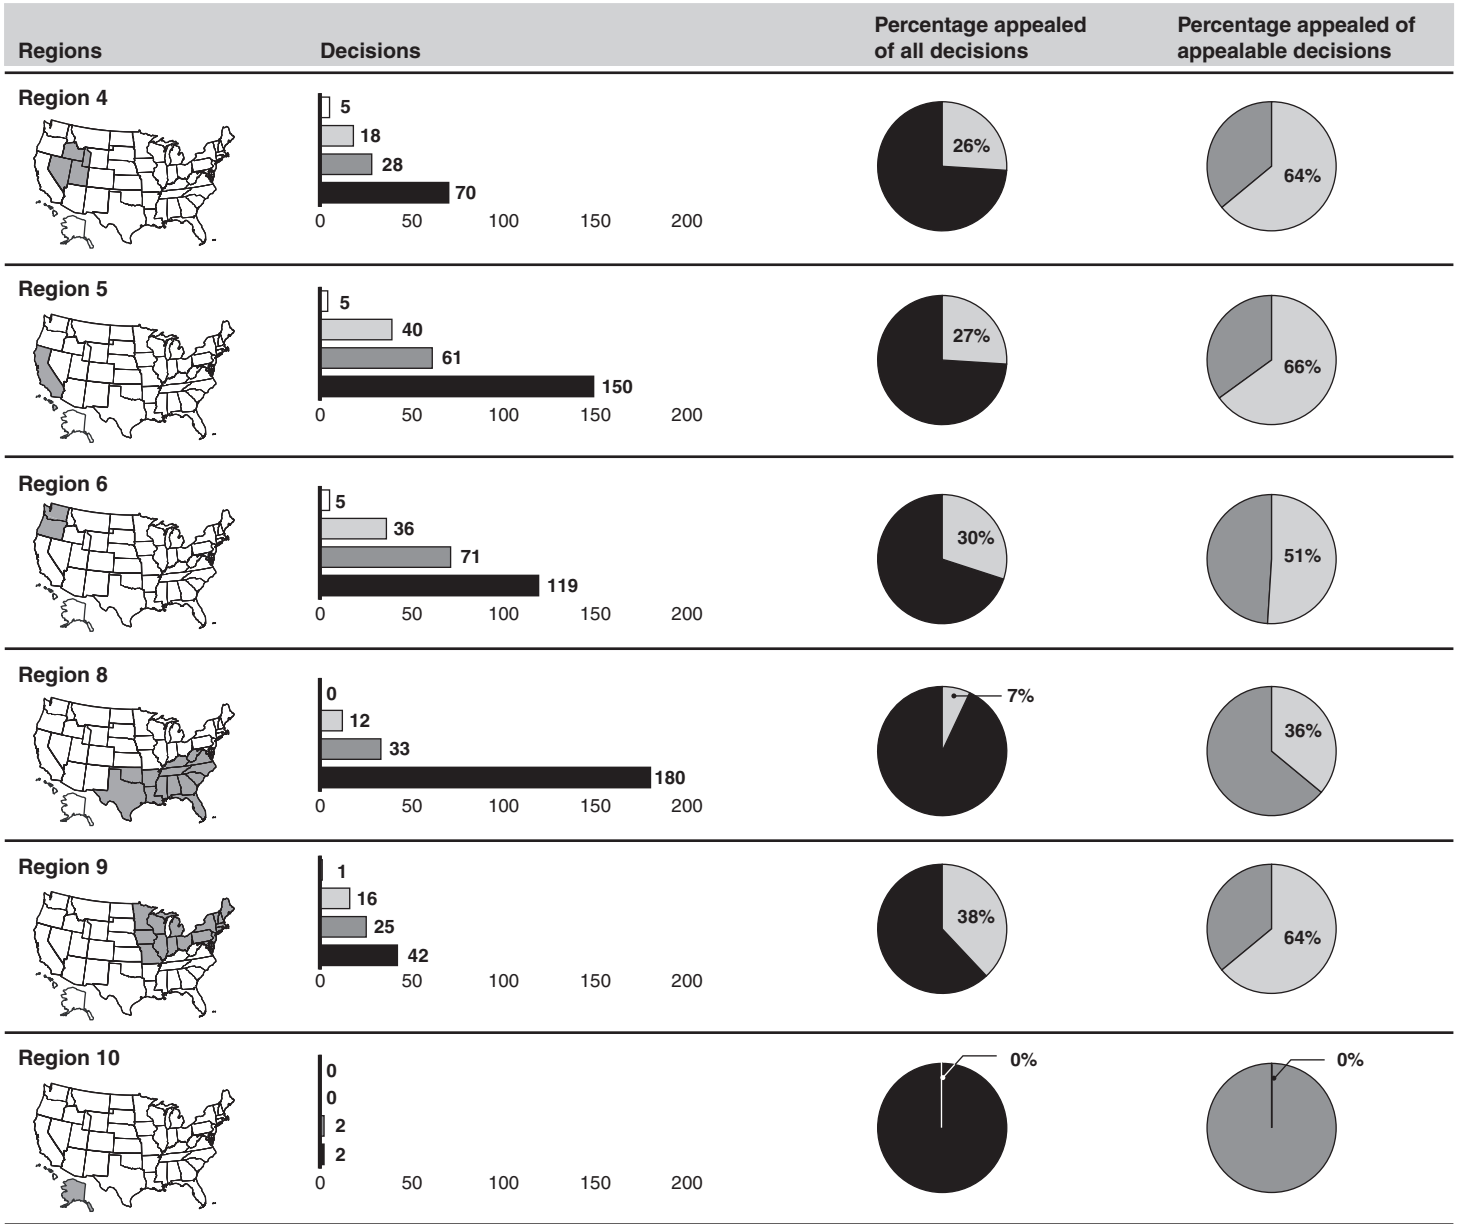 Regions
Decisions
Percentage appealed
of all decisions
Percentage appealed of
appealable decisions
Region 4
5
18
28
70
0 50 100 150 200
26%
64%
Region 5
5
40
61
150
0 50 100 150 200
27%
66%
Region 6
5
36
71
119
0 50 100 150 200
30%
51%
Region 8
0
12
33
180
0 50 100 150 200
7%
36%
Region 9
1
16
25
42
0 50 100 150 200
38%
64%
Region 10
0
0
2
2
0 50 100 150 200
0%
0%